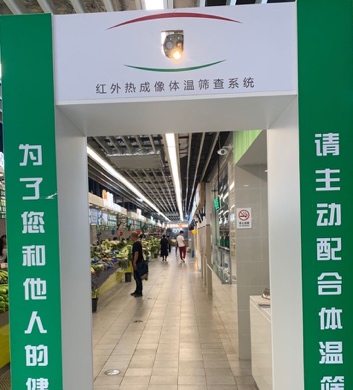 红外热成像体温筛查系统
为了您和他人的健
请主动配合体温筛